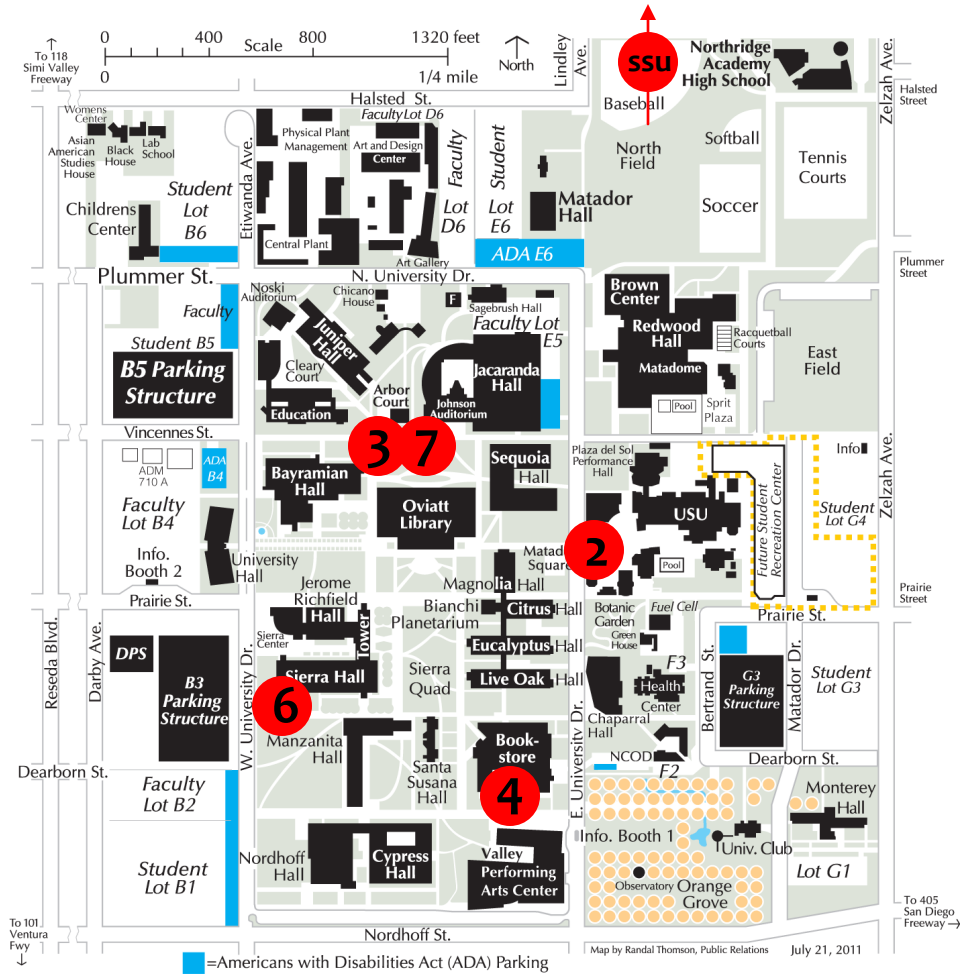 To 118
Simi Valley
Freeway
0 400 800 1320 feet
Scale
0 1/4 mile
North
Lindley
Ave.
ssu
Northridge
Academy
High School
Zelzah Ave.
Halsted
Street
Halsted St.
Baseball
Softball
North
Field
Tennis
Courts
Soccer
Womens
Center
Asian
American
Studies
House
Black
House
Lab
School
Childrens
Center
Student
Lot
B6
Etiwanda Ave.
Physical Plant
Management
Faculty Lot D6
Art and Design
Center
Faculty
Lot
D6
Central Plant
Art Gallery
Student
Lot
E6
Matador
Hall
ADA E6
Plummer St.
N. University Dr.
Plummer
Street
Faculty
Student B5
B5 Parking
Structure
Noski
Auditorium
Chicano
House
F
Sagebrush Hall
Faculty Lot
E5
Juniper
Hall
Cleary
Court
Education
Arbor
Court
Johnson
Auditorium
Jacaranda
Hall
Brown
Center
Redwood
Hall
Racquetball
Courts
Matadome
Pool
Sprit
Plaza
East
Field
Vincennes St.
3
7
ADM
710 A
ADA
B4
Faculty
Lot B4
Info.
Booth 2
University
Hall
Bayramian
Hall
Oviatt
Library
Sequoia
Hall
Plaza del Sol
Performance
Hall
USU
Pool
Future Student
Recreation Center
Info
Student
Lot G4
Zelzah Ave.
2
Matador
Square
Prairie St.
Prairie
Street
Prairie St.
Jerome
Richfield
Hall
Tower
Sierra
Center
Sierra Hall
Magnolia Hall
Bianchi
Planetarium
Citrus Hall
Eucalyptus Hall
Live Oak Hall
Sierra
Quad
Botanic
Garden
Fuel Cell
Green
House
F3
Health
Center
Chaparral
Hall
NCOD
F2
Bertrand St.
G3
Parking
Structure
Matador Dr.
Student
Lot G3
Reseda Blvd.
Darby Ave.
DPS
B3
Parking
Structure
W. University Dr.
6
Manzanita
Hall
Santa
Susana
Hall
Book-
store
4
E. University Dr.
Dearborn St.
Dearborn St.
Faculty
Lot B2
Student
Lot B1
Nordhoff
Hall
Cypress
Hall
Valley
Performing
Arts Center
Info. Booth 1
Univ. Club
Observatory
Orange
Grove
Monterey
Hall
Lot G1
To 405
San Diego
Freeway
To 101
Ventura
Fwy
Nordhoff St.
Map by Randal Thomson, Public Relations July 21, 2011
=Americans with Disabilities Act (ADA) Parking